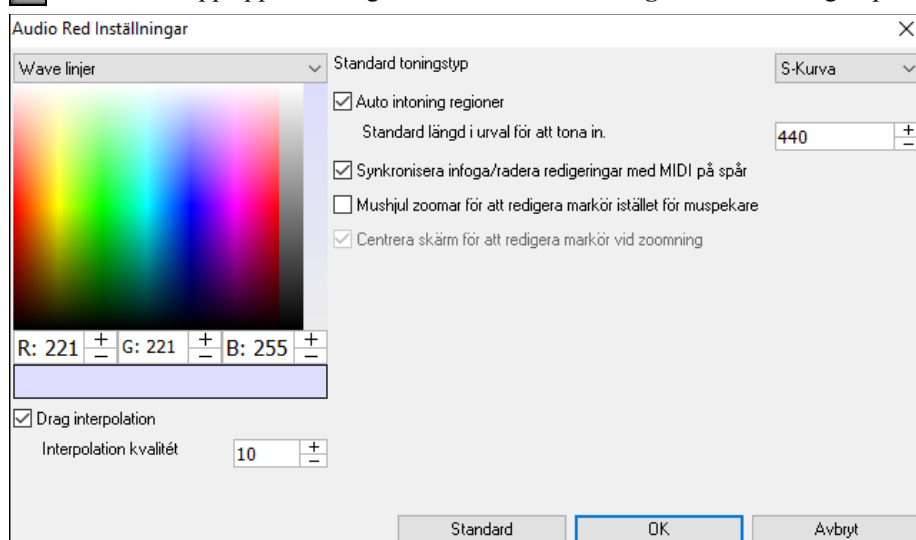 Audio Red Inställningar
Wave linjer
Standard toningstyp
S-Kurva
Auto intoning regioner
Standard längd i urval för att tona in.
440
Synkronisera infoga/radera redigeringar med MIDI på spår
Mushjul zoomar för att redigera markör istället för muspekare
Centrera skärm för att redigera markör vid zoomning
R: 221
G: 221
B: 255
Drag interpolation
Interpolation kvalitét
10
Standard
OK
Avbryt